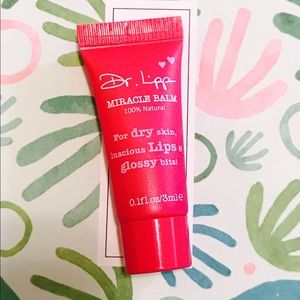 Dr. Lipp
MIRACLE BALM
100% Natural
For dry skin,
luscious Lips &
glossy bits!
0.1fl.oz/3ml e